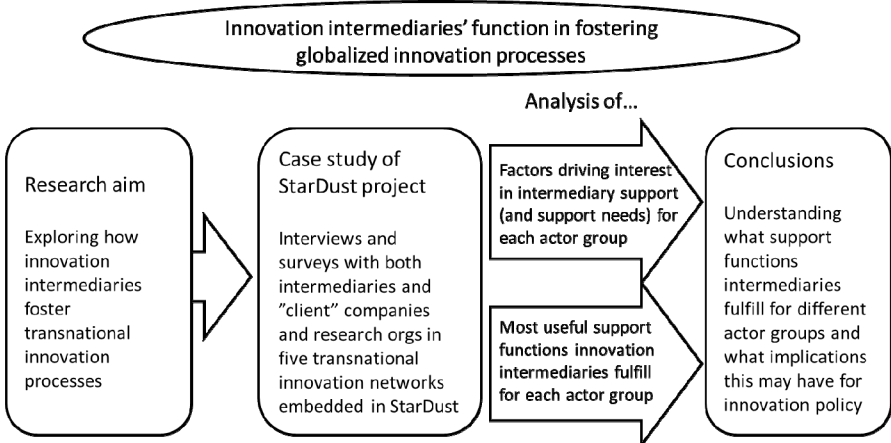 Innovation intermediaries' function in fostering
globalized innovation processes
Analysis of...
Research aim
Exploring how
innovation
intermediaries
foster
transnational
innovation
processes
Case study of
StarDust project
Interviews and
surveys with both
intermediaries and
”client” companies
and research orgs in
five transnational
innovation networks
embedded in StarDust
Factors driving interest
in intermediary support
(and support needs) for
each actor group
Most useful support
functions innovation
intermediaries fulfill
for each actor group
Conclusions
Understanding
what support
functions
intermediaries
fulfill for different
actor groups and
what implications
this may have for
innovation policy